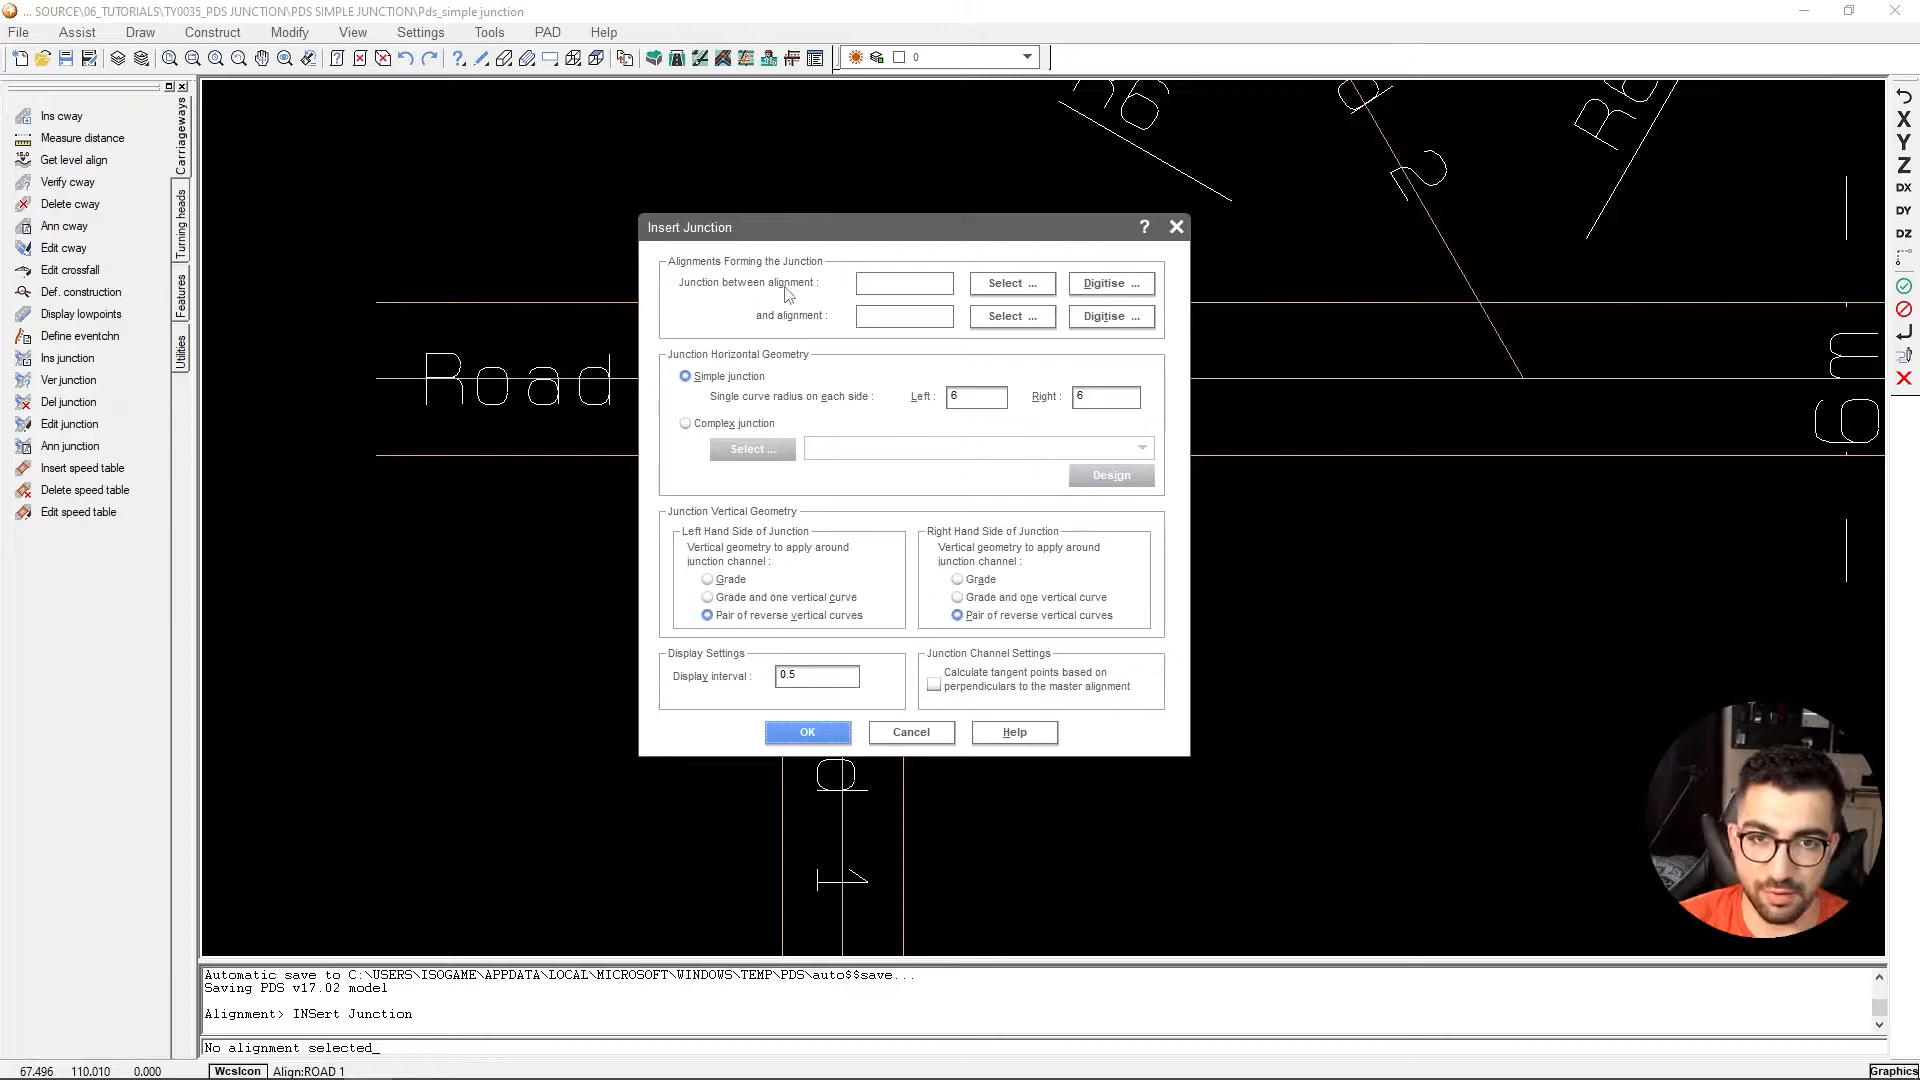 ... SOURCE\06_TUTORIALS\TY0035_PDS JUNCTION\PDS SIMPLE JUNCTION\Pds_simple junction
File Assist Draw Construct Modify View Settings Tools PAD Help
0
Ins cway
Measure distance
Get level align
Verify cway
Delete cway
Ann cway
Edit cway
Edit crossfall
Def. construction
Display lowpoints
Define eventchn
Ins junction
Ver junction
Del junction
Edit junction
Ann junction
Insert speed table
Delete speed table
Edit speed table
Carriageways
Turning heads
Features
Utilities
Road
1
2
6
m
Insert Junction
Alignments Forming the Junction
Junction between alignment :
Select ...
Digitise ...
and alignment :
Select ...
Digitise ...
Junction Horizontal Geometry
Simple junction
Single curve radius on each side : Left : 6 Right : 6
Complex junction
Select ...
Design
Junction Vertical Geometry
Left Hand Side of Junction
Vertical geometry to apply around
junction channel :
Grade
Grade and one vertical curve
Pair of reverse vertical curves
Right Hand Side of Junction
Vertical geometry to apply around
junction channel :
Grade
Grade and one vertical curve
Pair of reverse vertical curves
Display Settings
Display interval : 0.5
Junction Channel Settings
Calculate tangent points based on
perpendiculars to the master alignment
OK Cancel Help
X
Y
Z
DX
DY
DZ
Automatic save to C:\USERS\ISOGAME\APPDATA\LOCAL\MICROSOFT\WINDOWS\TEMP\PDS\auto$$save...
Saving PDS v17.02 model
Alignment> INSert Junction
No alignment selected_
67.496 110.010 0.000 WcsIcon Align:ROAD 1 Graphics